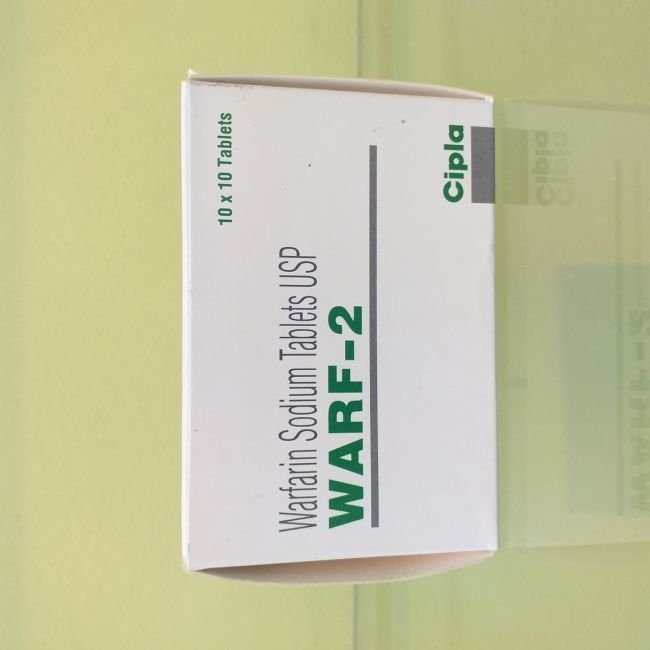 10 x 10 Tablets
Warfarin Sodium Tablets USP
WARF-2
Cipla